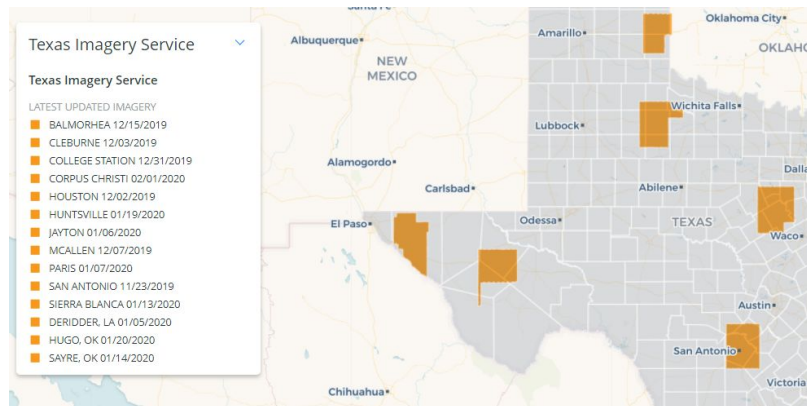 Texas Imagery Service
Texas Imagery Service
LATEST UPDATED IMAGERY
BALMORHEA 12/15/2019
CLEBURNE 12/03/2019
COLLEGE STATION 12/31/2019
CORPUS CHRISTI 02/01/2020
HOUSTON 12/02/2019
HUNTSVILLE 01/19/2020
JAYTON 01/06/2020
MCALLEN 12/07/2019
PARIS 01/07/2020
SAN ANTONIO 11/23/2019
SIERRA BLANCA 01/13/2020
DERIDDER, LA 01/05/2020
HUGO, OK 01/20/2020
SAYRE, OK 01/14/2020
Oklahoma City
Amarillo
Albuquerque
OKLAHO
NEW
MEXICO
Wichita Falls
Lubbock
Alamogordo
Dalla
Carlsbad
Abilene
El Paso
Odessa
TEXAS
Waco
Austin
San Antonio
Victoria
Chihuahua